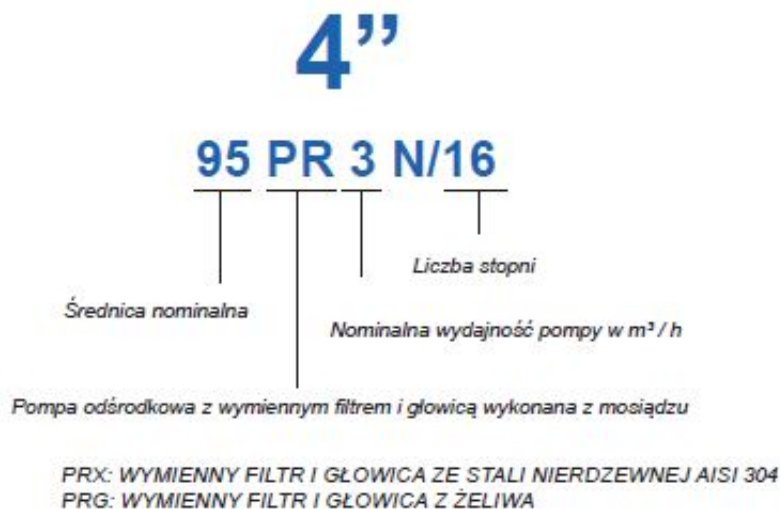 4”
95 PR 3 N/16
Liczba stopni
Średnica nominalna
Nominalna wydajność pompy w m³ / h
Pompa odśrodkowa z wymiennym filtrem i głowicą wykonana z mosiądzu
PRX: WYMIENNY FILTR I GŁOWICA ZE STALI NIERDZEWNEJ AISI 304
PRG: WYMIENNY FILTR I GŁOWICA Z ŻELIWA